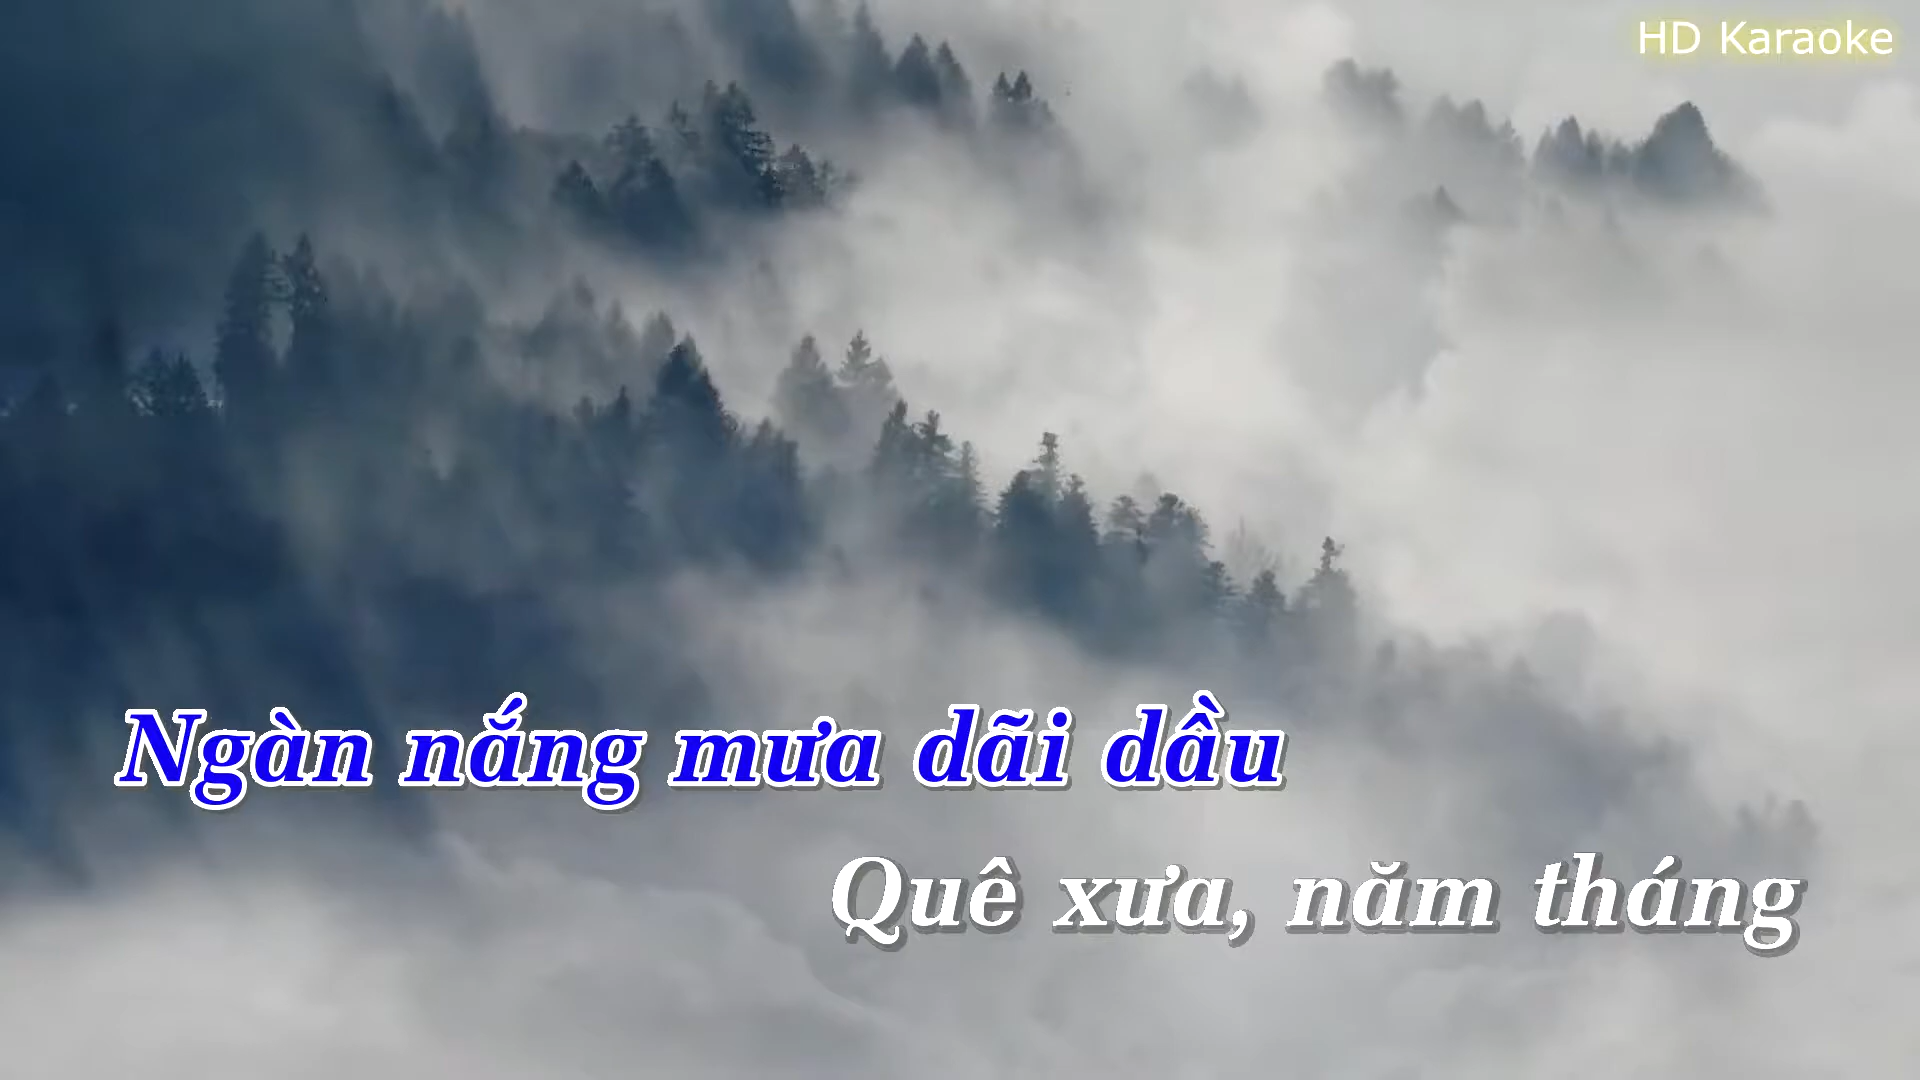 HD Karaoke
Ngàn nắng mưa dãi dầu
Quê xưa, năm tháng